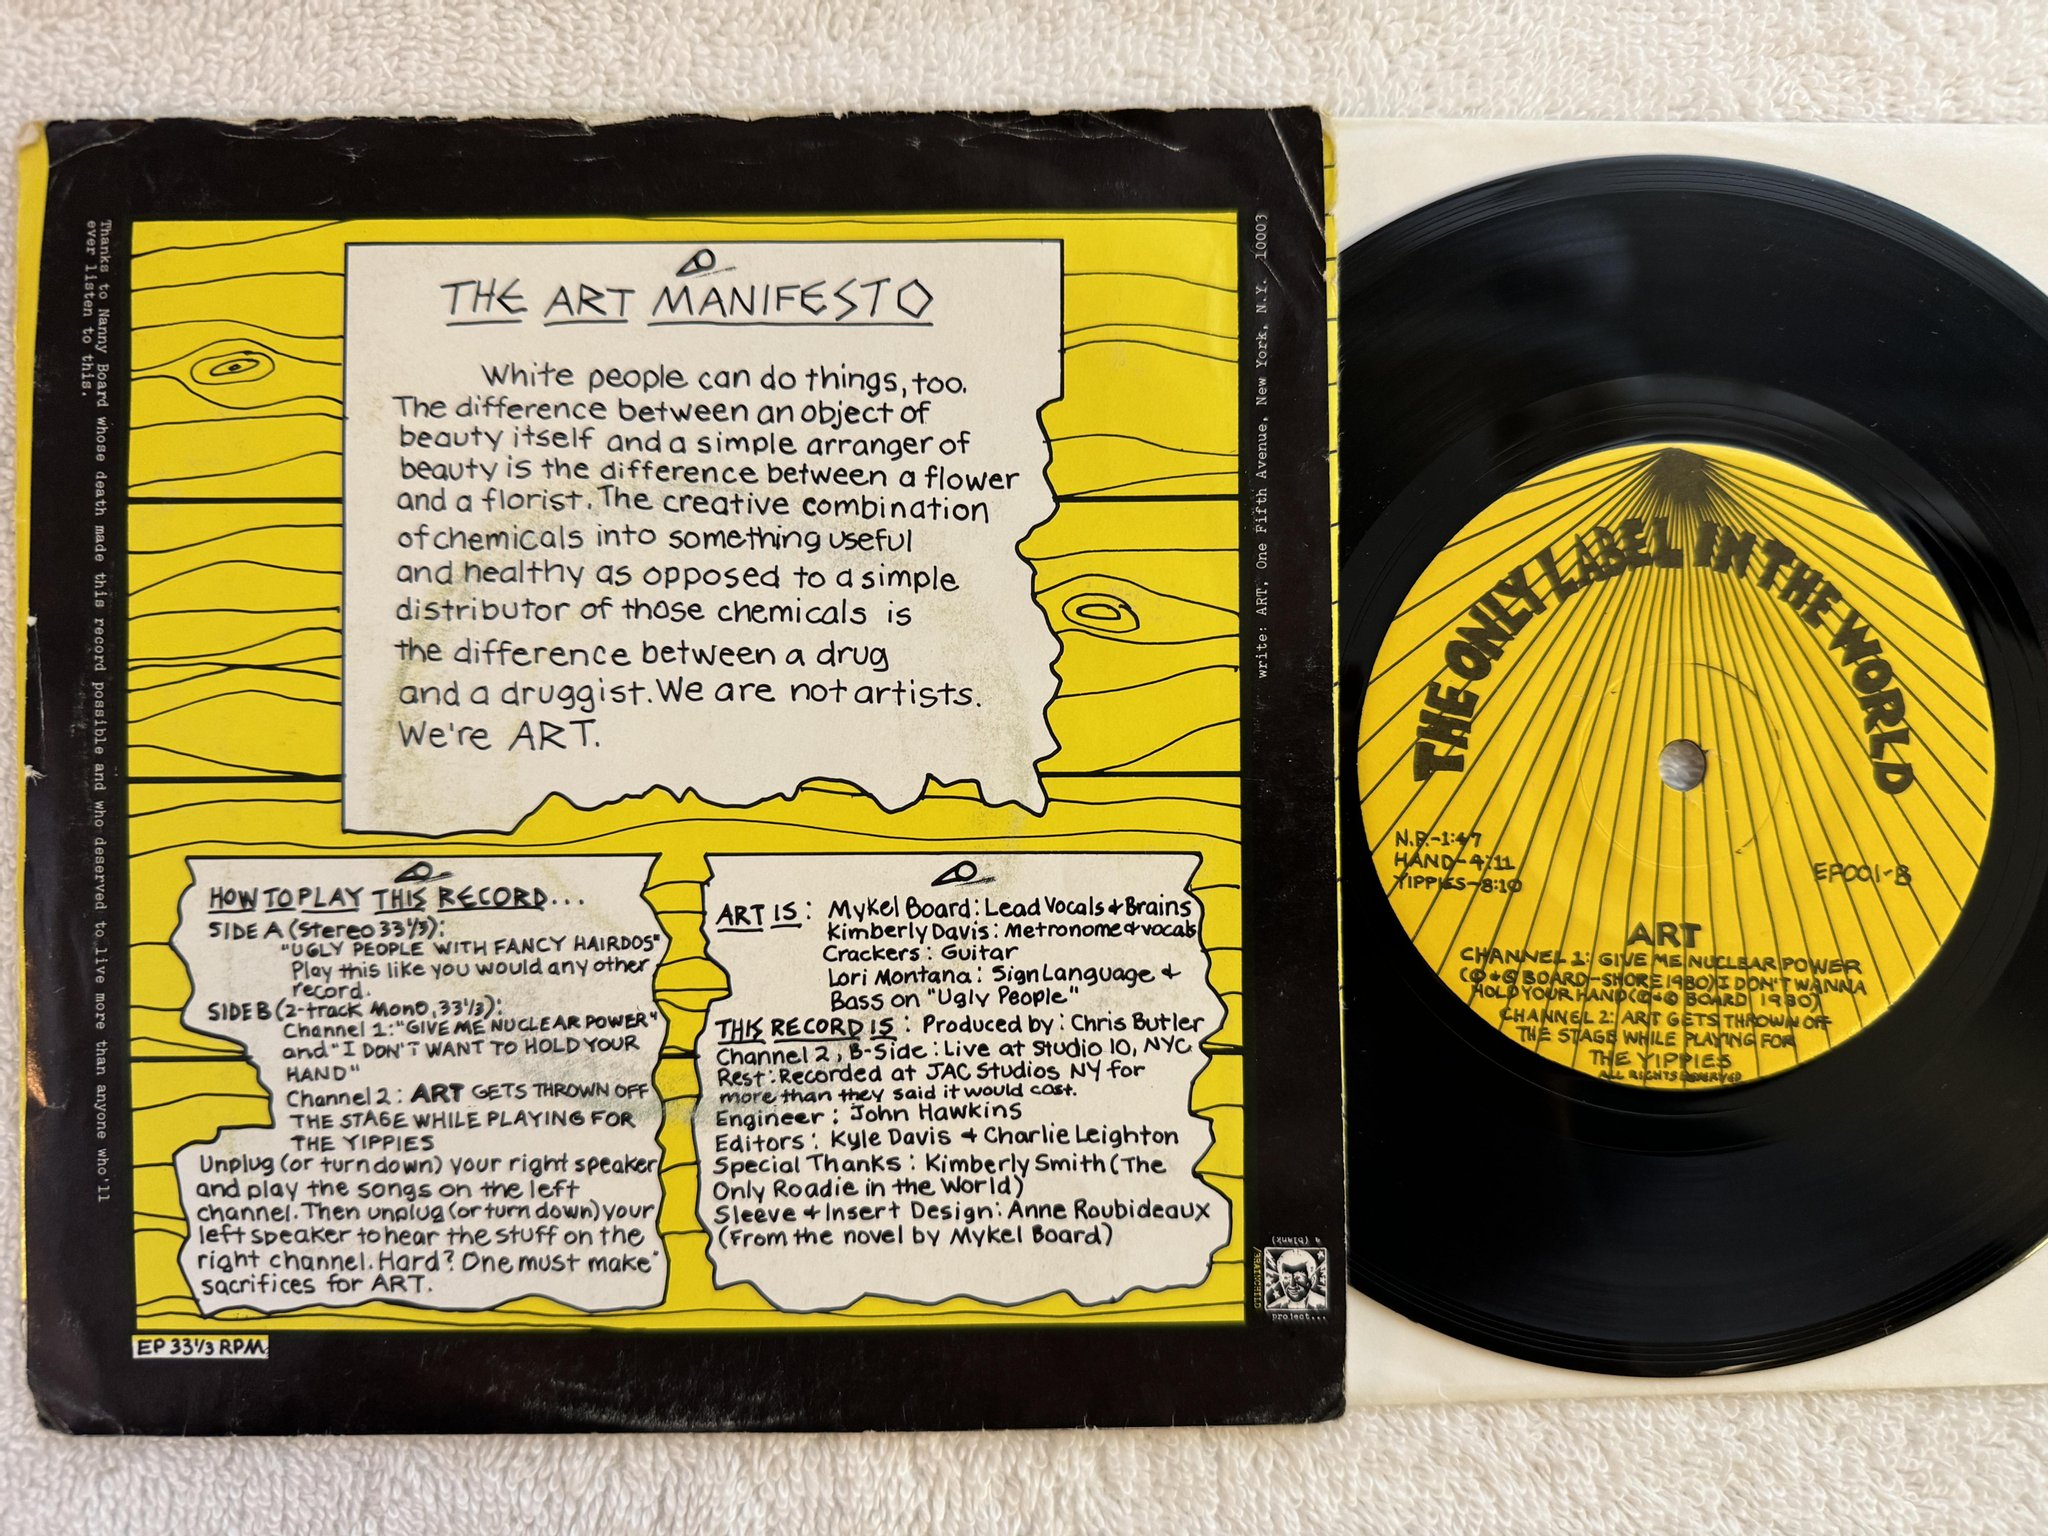 Thanks to Nanny Board whose death made this record possible and who deserved to live more than anyone who'll
ever listen to this.
THE ART MANIFESTO
White people can do things, too.
The difference between an object of
beauty itself and a simple arranger of
beauty is the difference between a flower
and a florist. The creative combination
of chemicals into something useful
and healthy as opposed to a simple
distributor of those chemicals is
the difference between a drug
and a druggist. We are not artists.
We're ART.
HOW TO PLAY THIS RECORD...
SIDE A (Stereo 33⅓):
"UGLY PEOPLE WITH FANCY HAIRDOS"
Play this like you would any other
record.
SIDE B (2-track Mono, 33⅓):
Channel 1: "GIVE ME NUCLEAR POWER"
and "I DON'T WANT TO HOLD YOUR
HAND"
Channel 2: ART GETS THROWN OFF
THE STAGE WHILE PLAYING FOR
THE YIPPIES
Unplug (or turn down) your right speaker
and play the songs on the left
channel. Then unplug (or turn down) your
left speaker to hear the stuff on the
right channel. Hard? One must make
sacrifices for ART.
ART IS: Mykel Board: Lead Vocals & Brains
Kimberly Davis: Metronome & vocals
Crackers: Guitar
Lori Montana: Sign Language &
Bass on "Ugly People"
THIS RECORD IS: Produced by: Chris Butler
Channel 2, B-Side: Live at Studio 10, NYC
Rest: Recorded at JAC Studios NY for
more than they said it would cost.
Engineer: John Hawkins
Editors: Kyle Davis & Charlie Leighton
Special Thanks: Kimberly Smith (The
Only Roadie in the World)
Sleeve & Insert Design: Anne Roubideaux
(From the novel by Mykel Board)
EP 33⅓ RPM
write: ART, One Fifth Avenue, New York, N.Y. 10003
a (blank)
/BRAINCHILD
project...
THE ONLY LABEL IN THE WORLD
N.P.-1:47
HAND-4:11
YIPPIES-8:10
EP001-B
ART
CHANNEL 1: GIVE ME NUCLEAR POWER
(©&℗ BOARD-SHORE 1980) I DON'T WANNA
HOLD YOUR HAND (©&℗ BOARD 1980)
CHANNEL 2: ART GETS THROWN OFF
THE STAGE WHILE PLAYING FOR
THE YIPPIES
ALL RIGHTS RESERVED